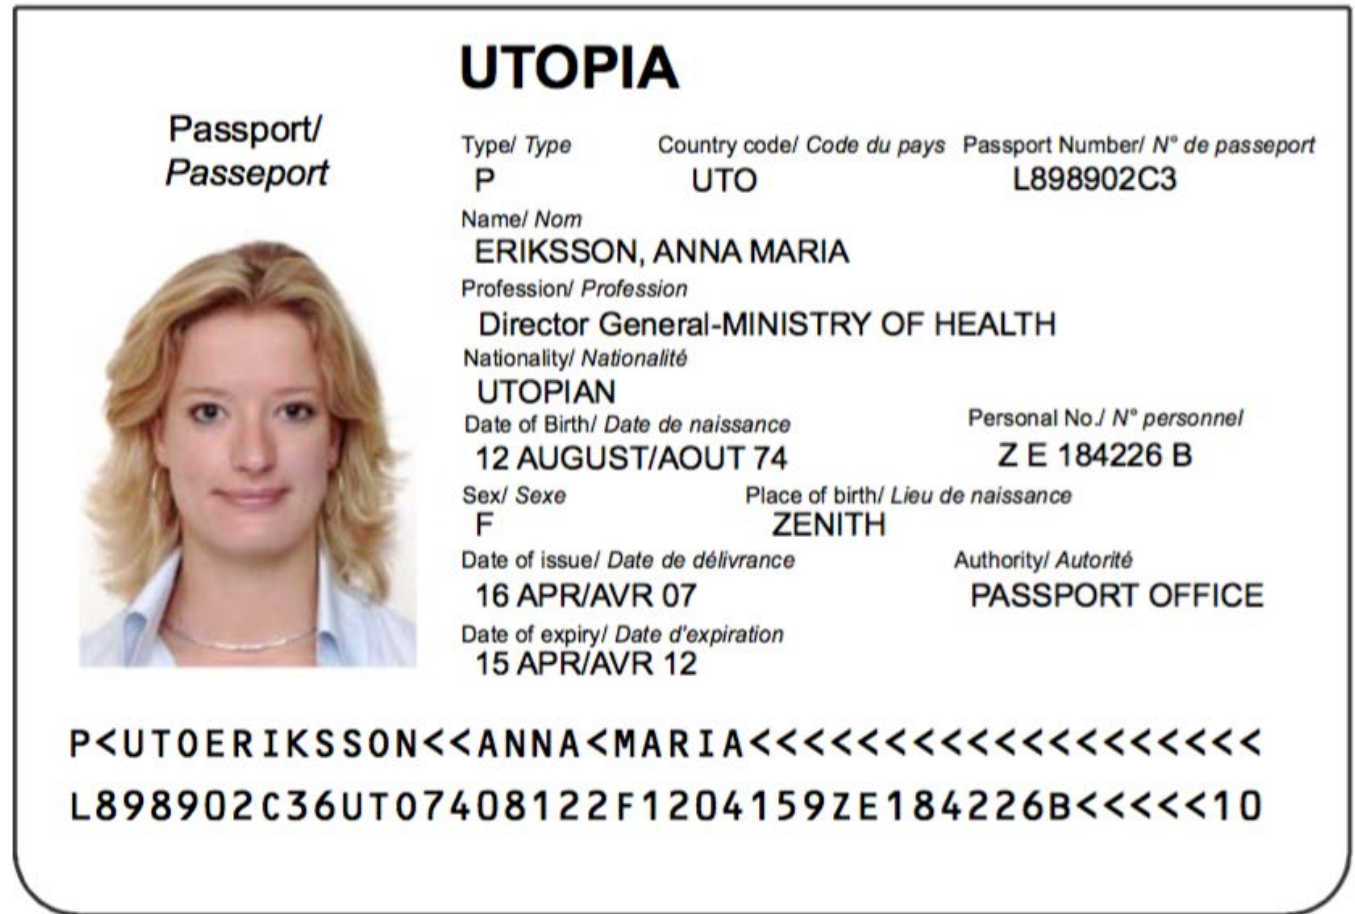 UTOPIA
Passport/
Passeport
Type/ Type Country code/ Code du pays Passport Number/ N° de passeport
P UTO L898902C3
Name/ Nom
ERIKSSON, ANNA MARIA
Profession/ Profession
Director General-MINISTRY OF HEALTH
Nationality/ Nationalité
UTOPIAN
Date of Birth/ Date de naissance Personal No./ N° personnel
12 AUGUST/AOUT 74 Z E 184226 B
Sex/ Sexe Place of birth/ Lieu de naissance
F ZENITH
Date of issue/ Date de délivrance Authority/ Autorité
16 APR/AVR 07 PASSPORT OFFICE
Date of expiry/ Date d'expiration
15 APR/AVR 12
P<UTOERIKSSON<<ANNA<MARIA<<<<<<<<<<<<<<<<<<<
L898902C36UTO7408122F1204159ZE184226B<<<<<10